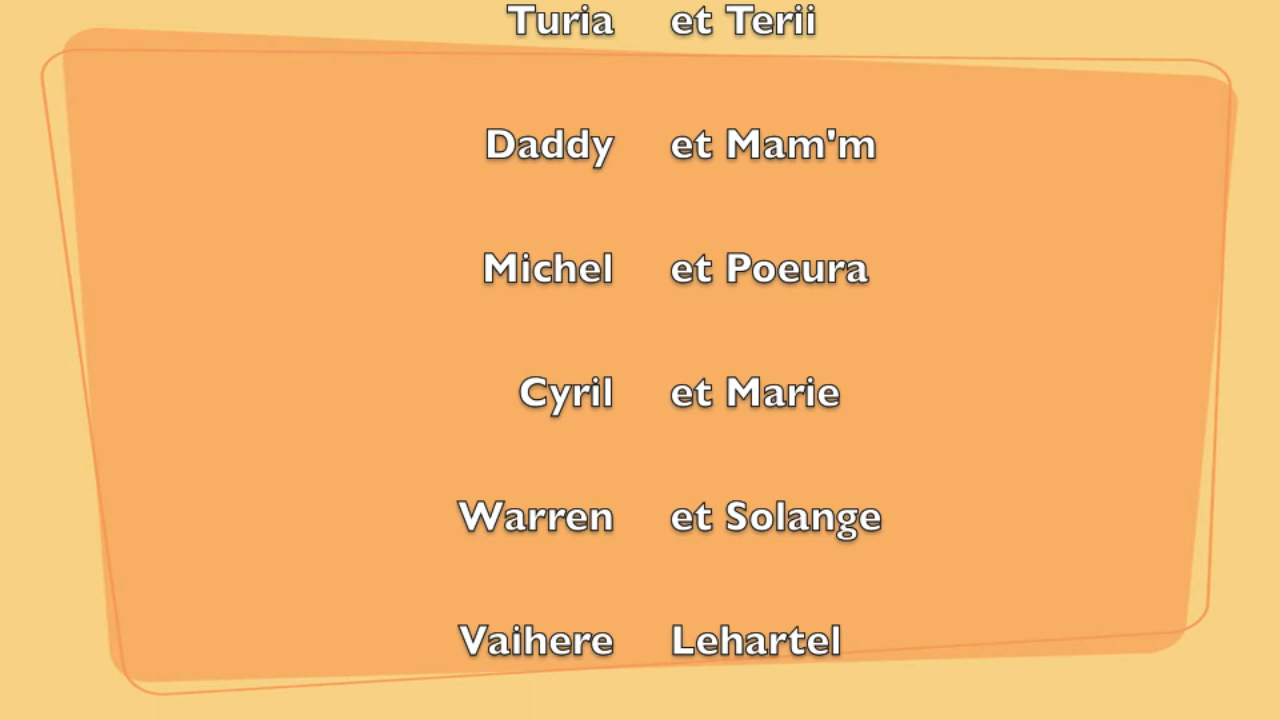 Turia et Terii
Daddy et Mam'm
Michel et Poeura
Cyril et Marie
Warren et Solange
Vaihere Lehartel